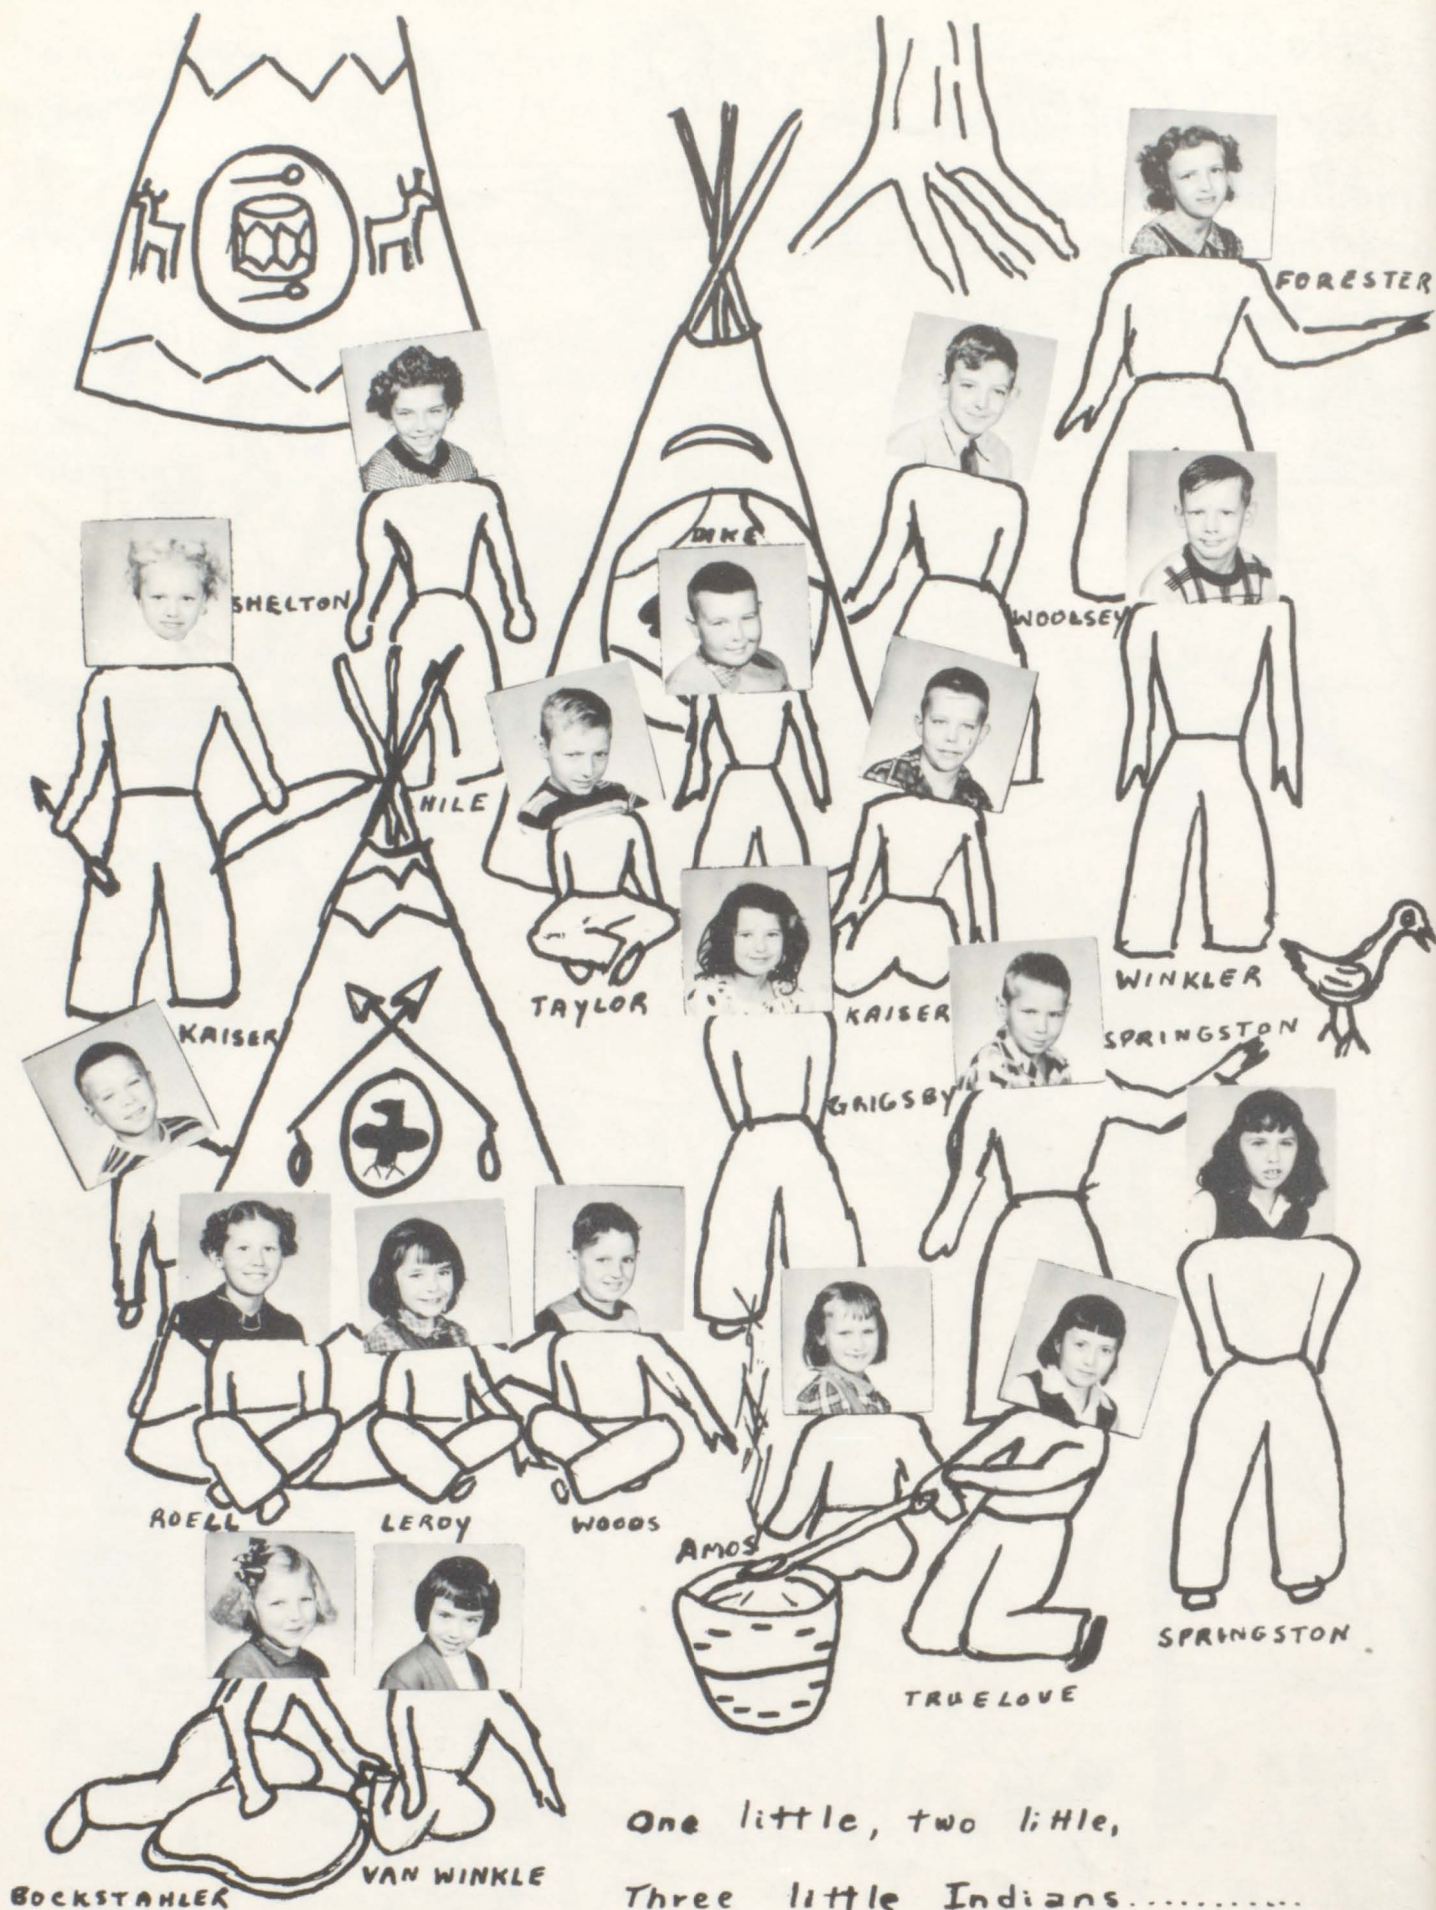 FORESTER
DIKE
SHELTON
WOOLSEY
HILE
TAYLOR
KAISER
WINKLER
KAISER
SPRINGSTON
GRIGSBY
ROELL
LEROY
WOODS
AMOS
SPRINGSTON
TRUELOVE
VAN WINKLE
BOCKSTAHLER
One little, two little,
Three little Indians............